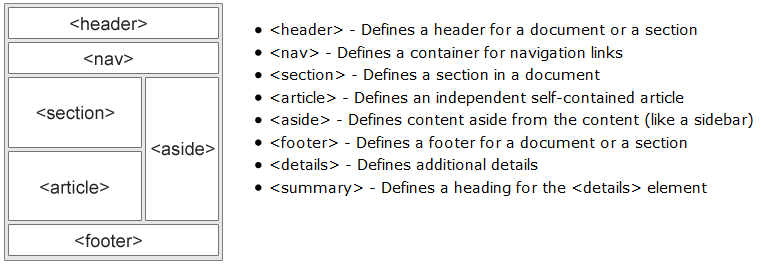 <header>
<nav>
<section>
<aside>
<article>
<footer>
<header> - Defines a header for a document or a section
<nav> - Defines a container for navigation links
<section> - Defines a section in a document
<article> - Defines an independent self-contained article
<aside> - Defines content aside from the content (like a sidebar)
<footer> - Defines a footer for a document or a section
<details> - Defines additional details
<summary> - Defines a heading for the <details> element